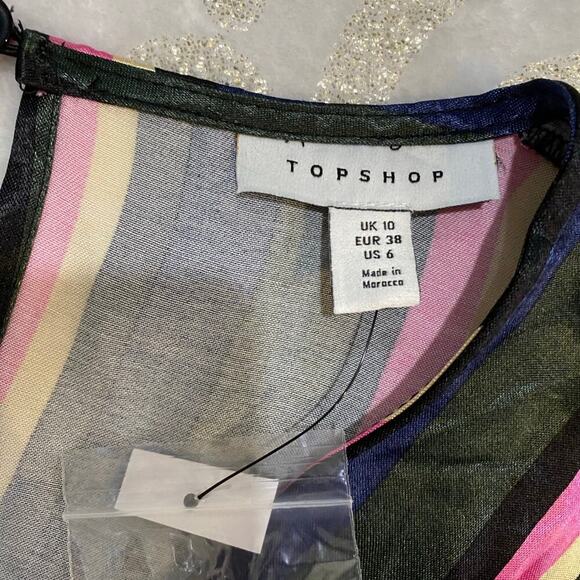 TOPSHOP
UK 10
EUR 38
US 6
Made in
Morocco